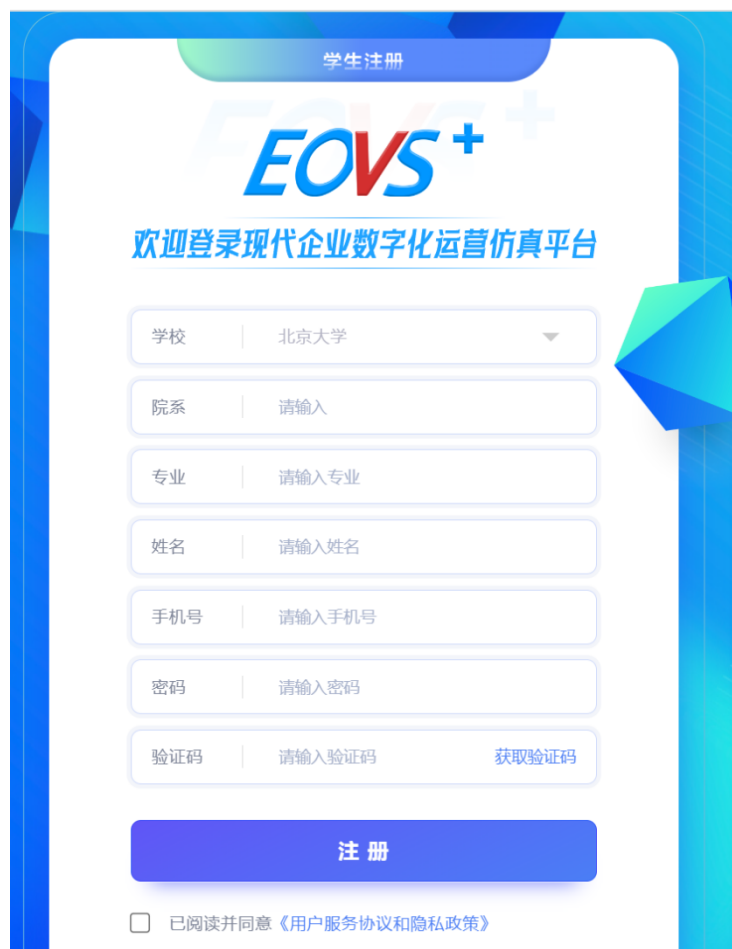 学生注册
EOVS+
欢迎登录现代企业数字化运营仿真平台
学校 北京大学
院系 请输入
专业 请输入专业
姓名 请输入姓名
手机号 请输入手机号
密码 请输入密码
验证码 请输入验证码 获取验证码
注册
已阅读并同意《用户服务协议和隐私政策》